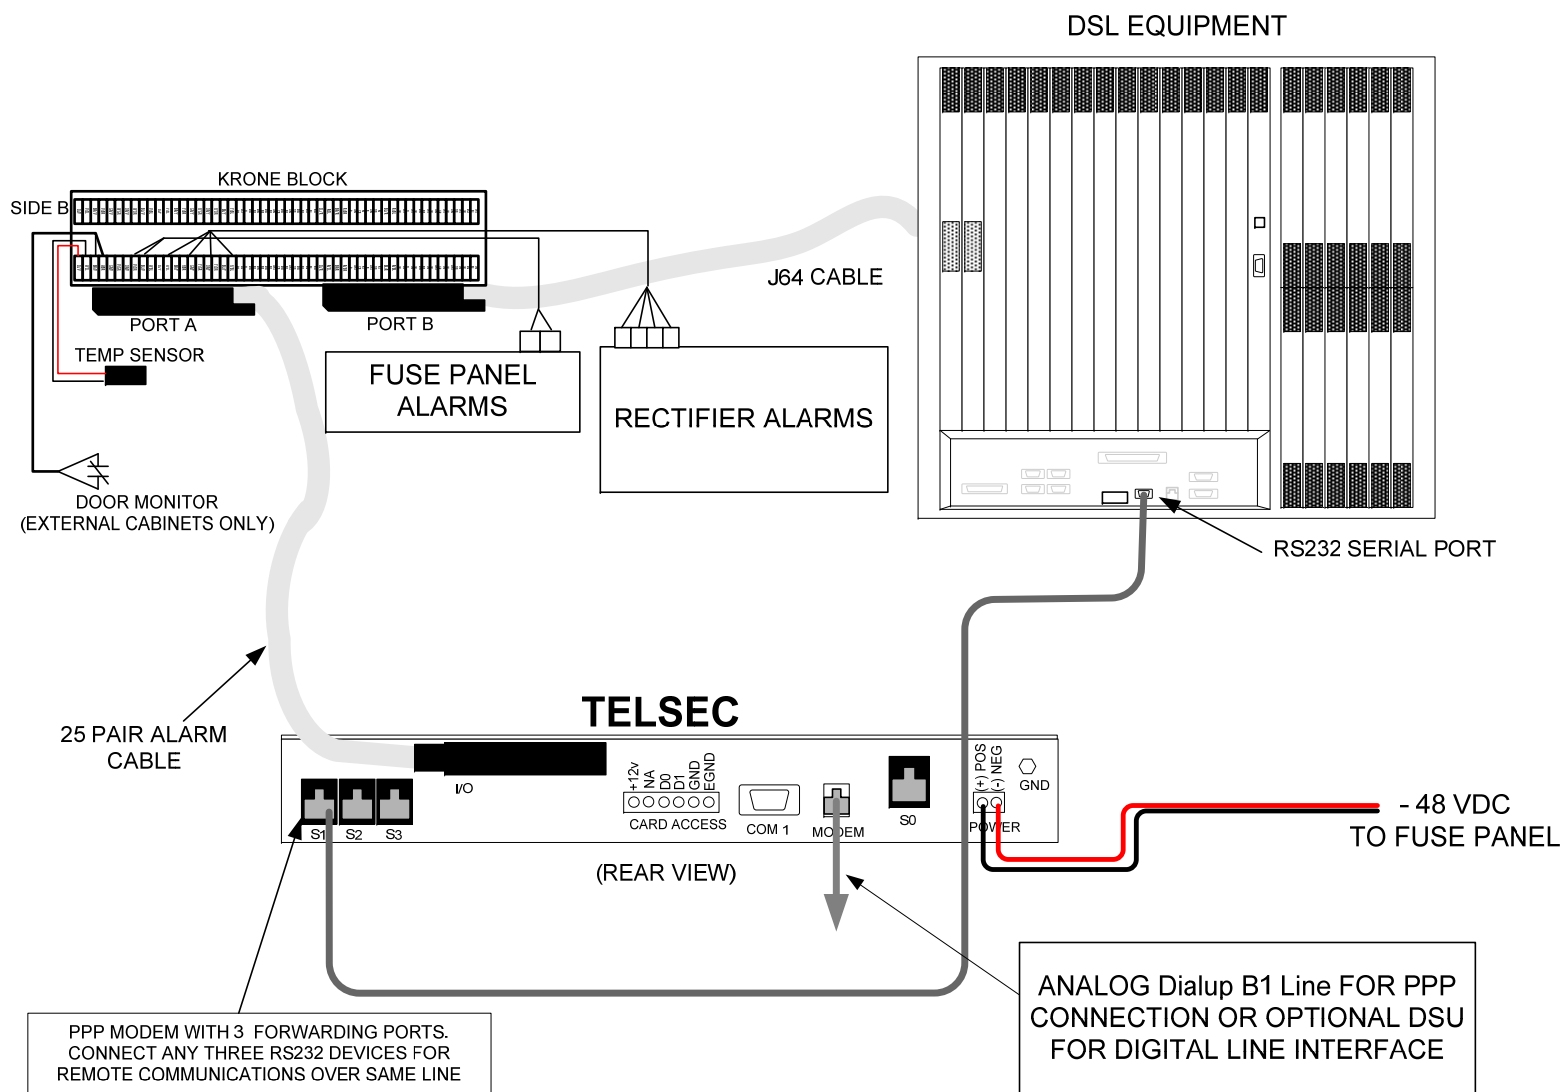 DSL EQUIPMENT
KRONE BLOCK
SIDE B
J64 CABLE
PORT A
PORT B
TEMP SENSOR
FUSE PANEL
ALARMS
RECTIFIER ALARMS
DOOR MONITOR
(EXTERNAL CABINETS ONLY)
RS232 SERIAL PORT
25 PAIR ALARM
CABLE
TELSEC
I/O
S1
S2
S3
+12v
NA
D0
D1
GND
EGND
CARD ACCESS
COM 1
MODEM
S0
(+) POS
(-) NEG
POWER
GND
- 48 VDC
TO FUSE PANEL
(REAR VIEW)
PPP MODEM WITH 3 FORWARDING PORTS.
CONNECT ANY THREE RS232 DEVICES FOR
REMOTE COMMUNICATIONS OVER SAME LINE
ANALOG Dialup B1 Line FOR PPP
CONNECTION OR OPTIONAL DSU
FOR DIGITAL LINE INTERFACE